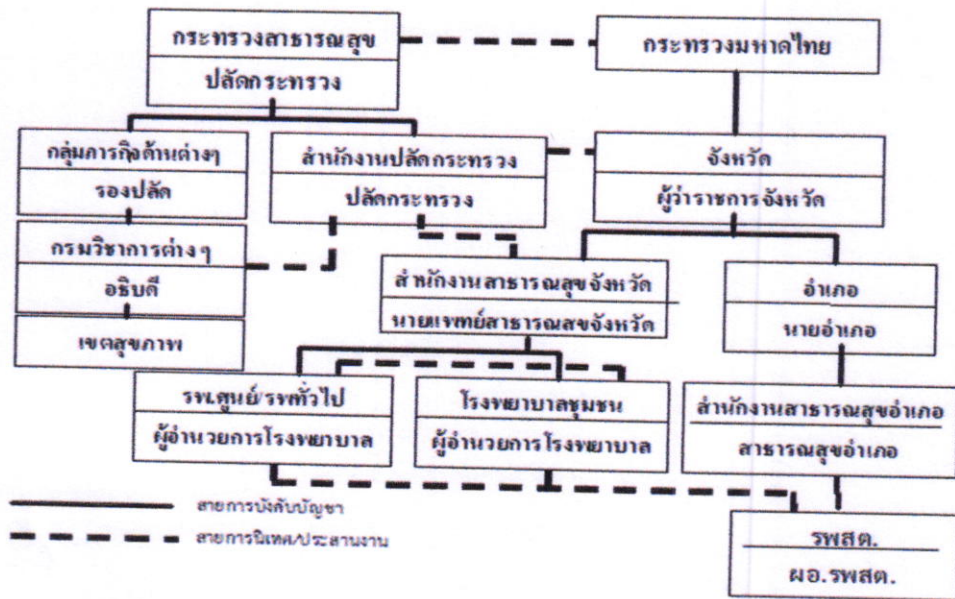 กระทรวงสาธารณสุข
ปลัดกระทรวง
กระทรวงมหาดไทย
กลุ่มภารกิจด้านต่างๆ
รองปลัด
สำนักงานปลัดกระทรวง
ปลัดกระทรวง
จังหวัด
ผู้ว่าราชการจังหวัด
กรมวิชาการต่างๆ
อธิบดี
เขตสุขภาพ
สำนักงานสาธารณสุขจังหวัด
นายแพทย์สาธารณสขจังหวัด
อำเภอ
นายอำเภอ
รพ.ศูนย์/รพทั่วไป
ผู้อำนวยการโรงพยาบาล
โรงพยาบาลชุมชน
ผู้อำนวยการโรงพยาบาล
สำนักงานสาธารณสุขอำเภอ
สาธารณสุขอำเภอ
สายการบังคับบัญชา
สายการนิเทศ/ประสานงาน
รพสต.
ผอ.รพสต.